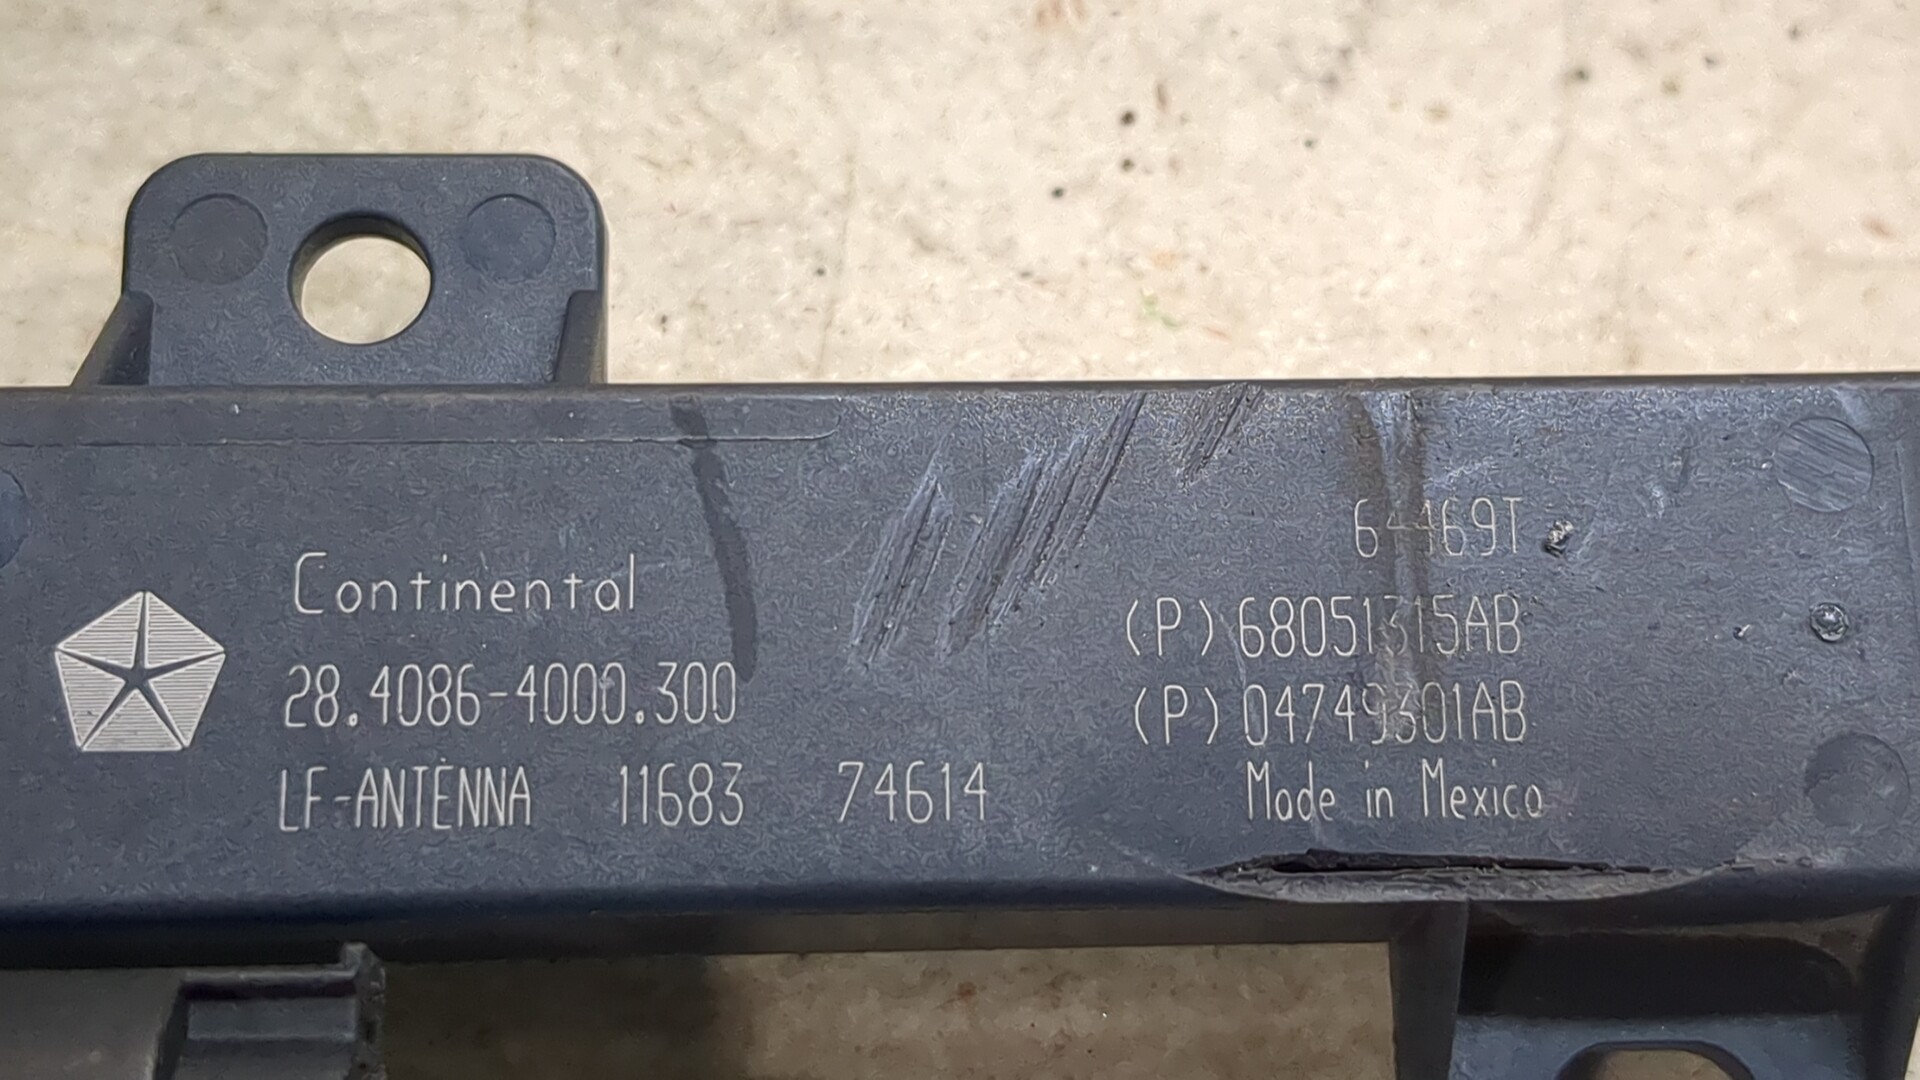 Continental
28.4086-4000.300
LF-ANTENNA 11683 74614
64469T
(P)68051315AB
(P)04749301AB
Made in Mexico